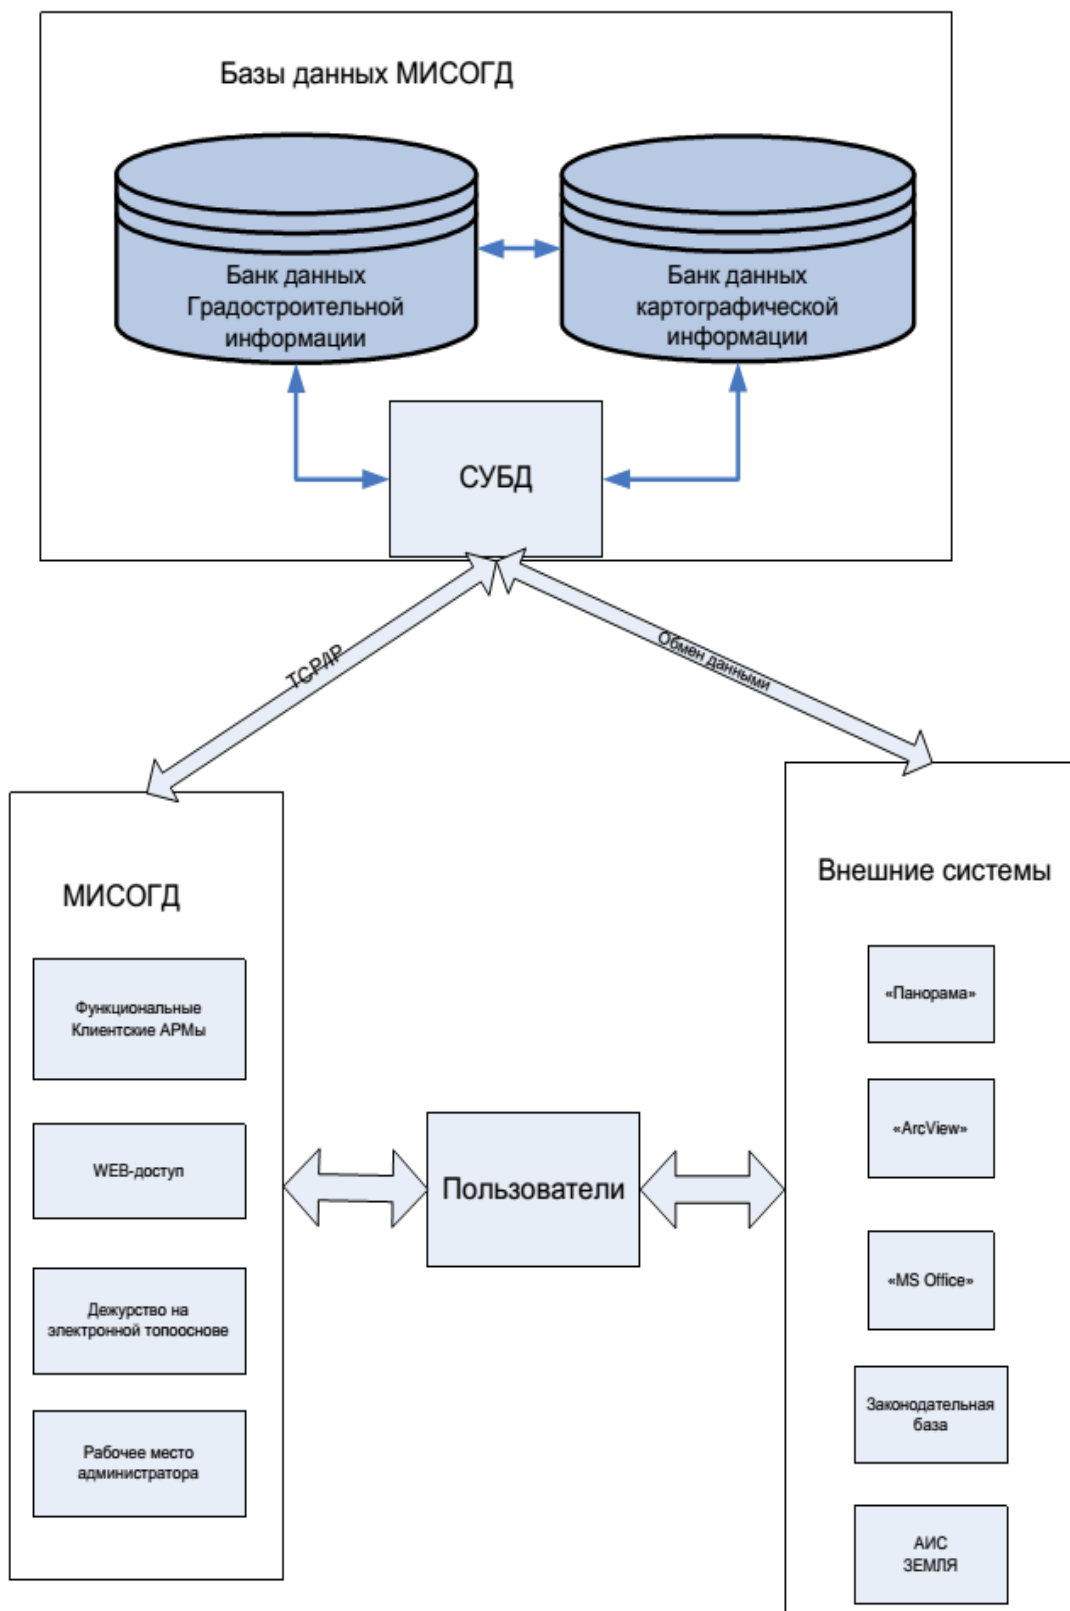 Базы данных МИСОГД
Банк данных
Градостроительной
информации
Банк данных
картографической
информации
СУБД
TCP/IP
Обмен данными
МИСОГД
Функциональные
Клиентские АРМы
WEB-доступ
Дежурство на
электронной топооснове
Рабочее место
администратора
Пользователи
Внешние системы
«Панорама»
«ArcView»
«MS Office»
Законодательная
база
АИС
ЗЕМЛЯ